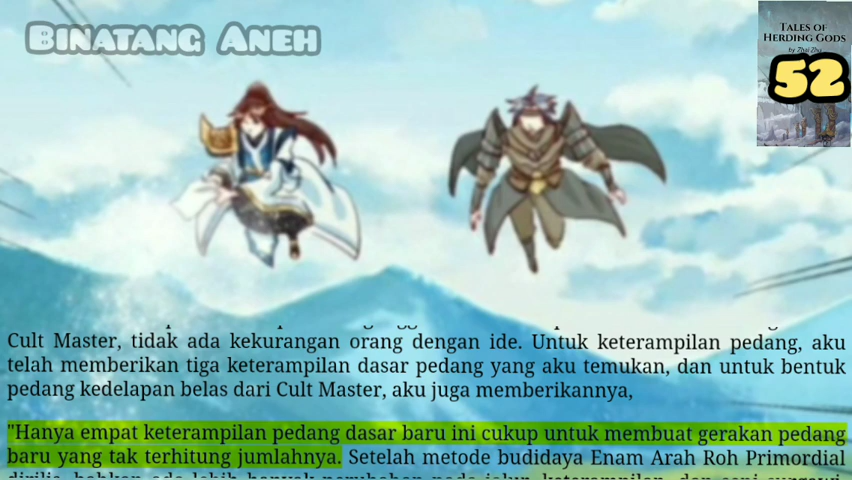 Binatang Aneh
TALES OF
HERDING GODS
by Zhai Zhu
52
Cult Master, tidak ada kekurangan orang dengan ide. Untuk keterampilan pedang, aku
telah memberikan tiga keterampilan dasar pedang yang aku temukan, dan untuk bentuk
pedang kedelapan belas dari Cult Master, aku juga memberikannya,
"Hanya empat keterampilan pedang dasar baru ini cukup untuk membuat gerakan pedang
baru yang tak terhitung jumlahnya. Setelah metode budidaya Enam Arah Roh Primordial